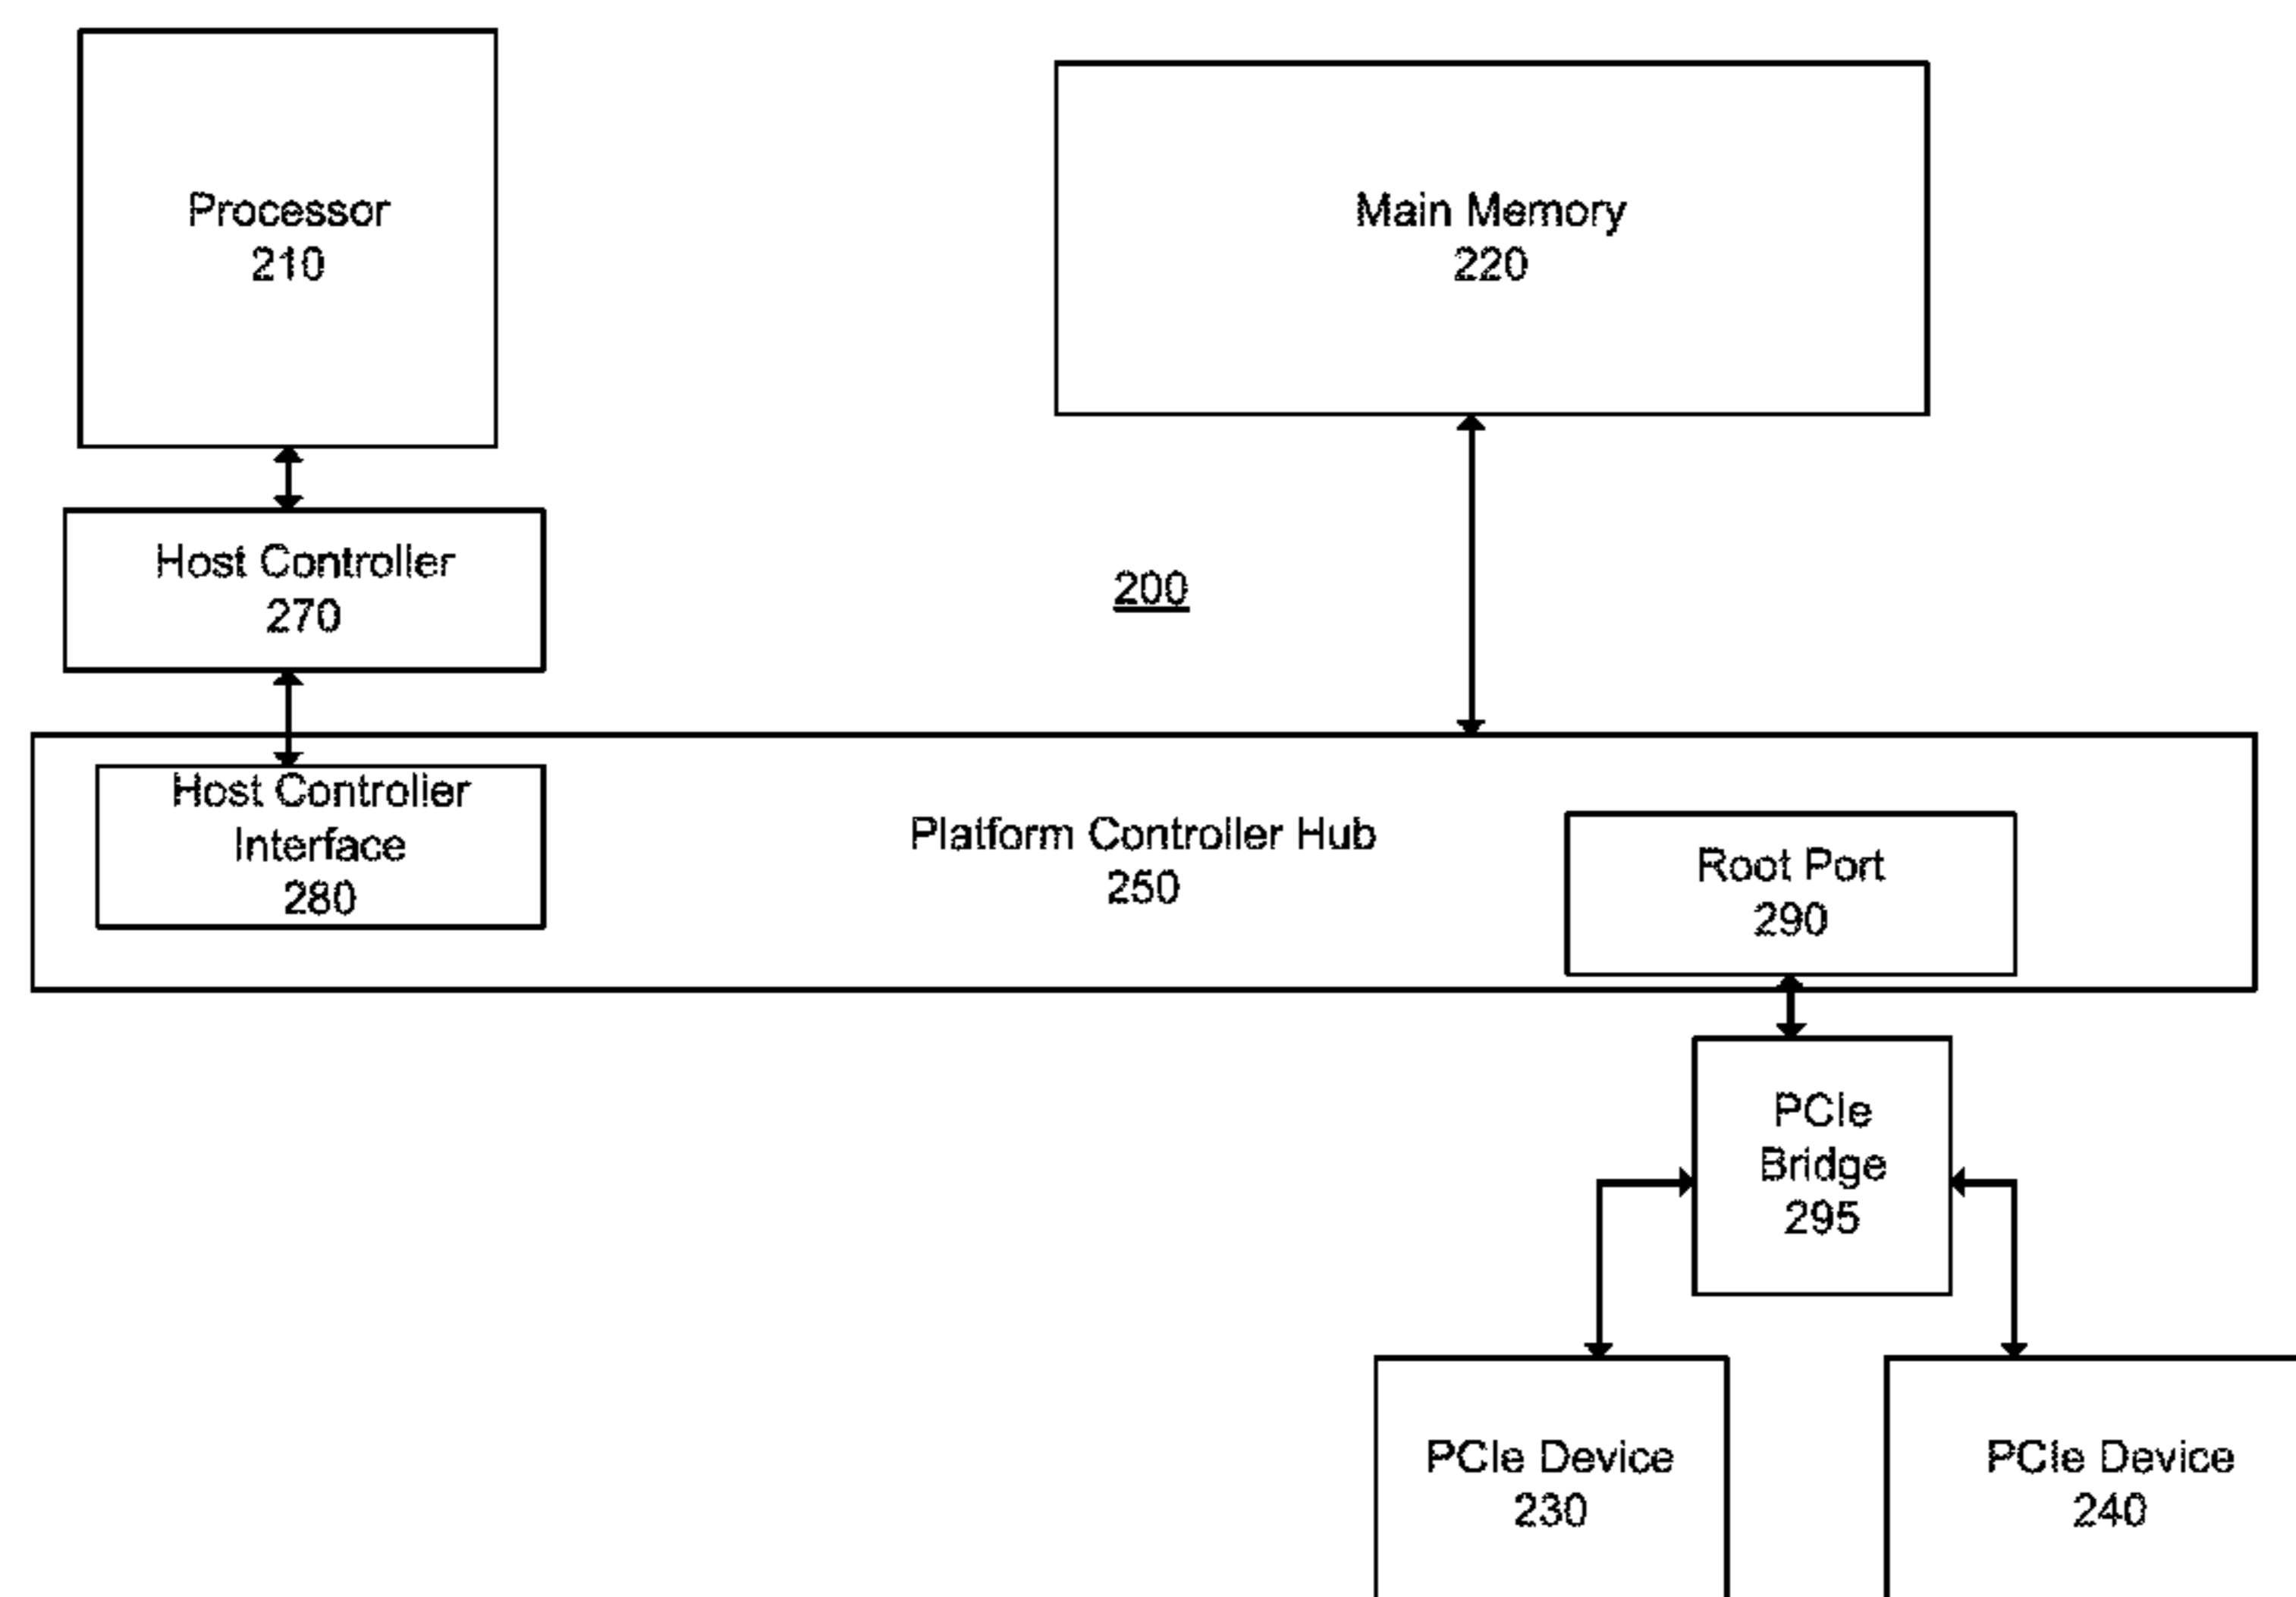 Processor
210
Main Memory
220
Host Controller
270
200
Host Controller
Interface
280
Platform Controller Hub
250
Root Port
290
PCIe
Bridge
295
PCIe Device
230
PCIe Device
240